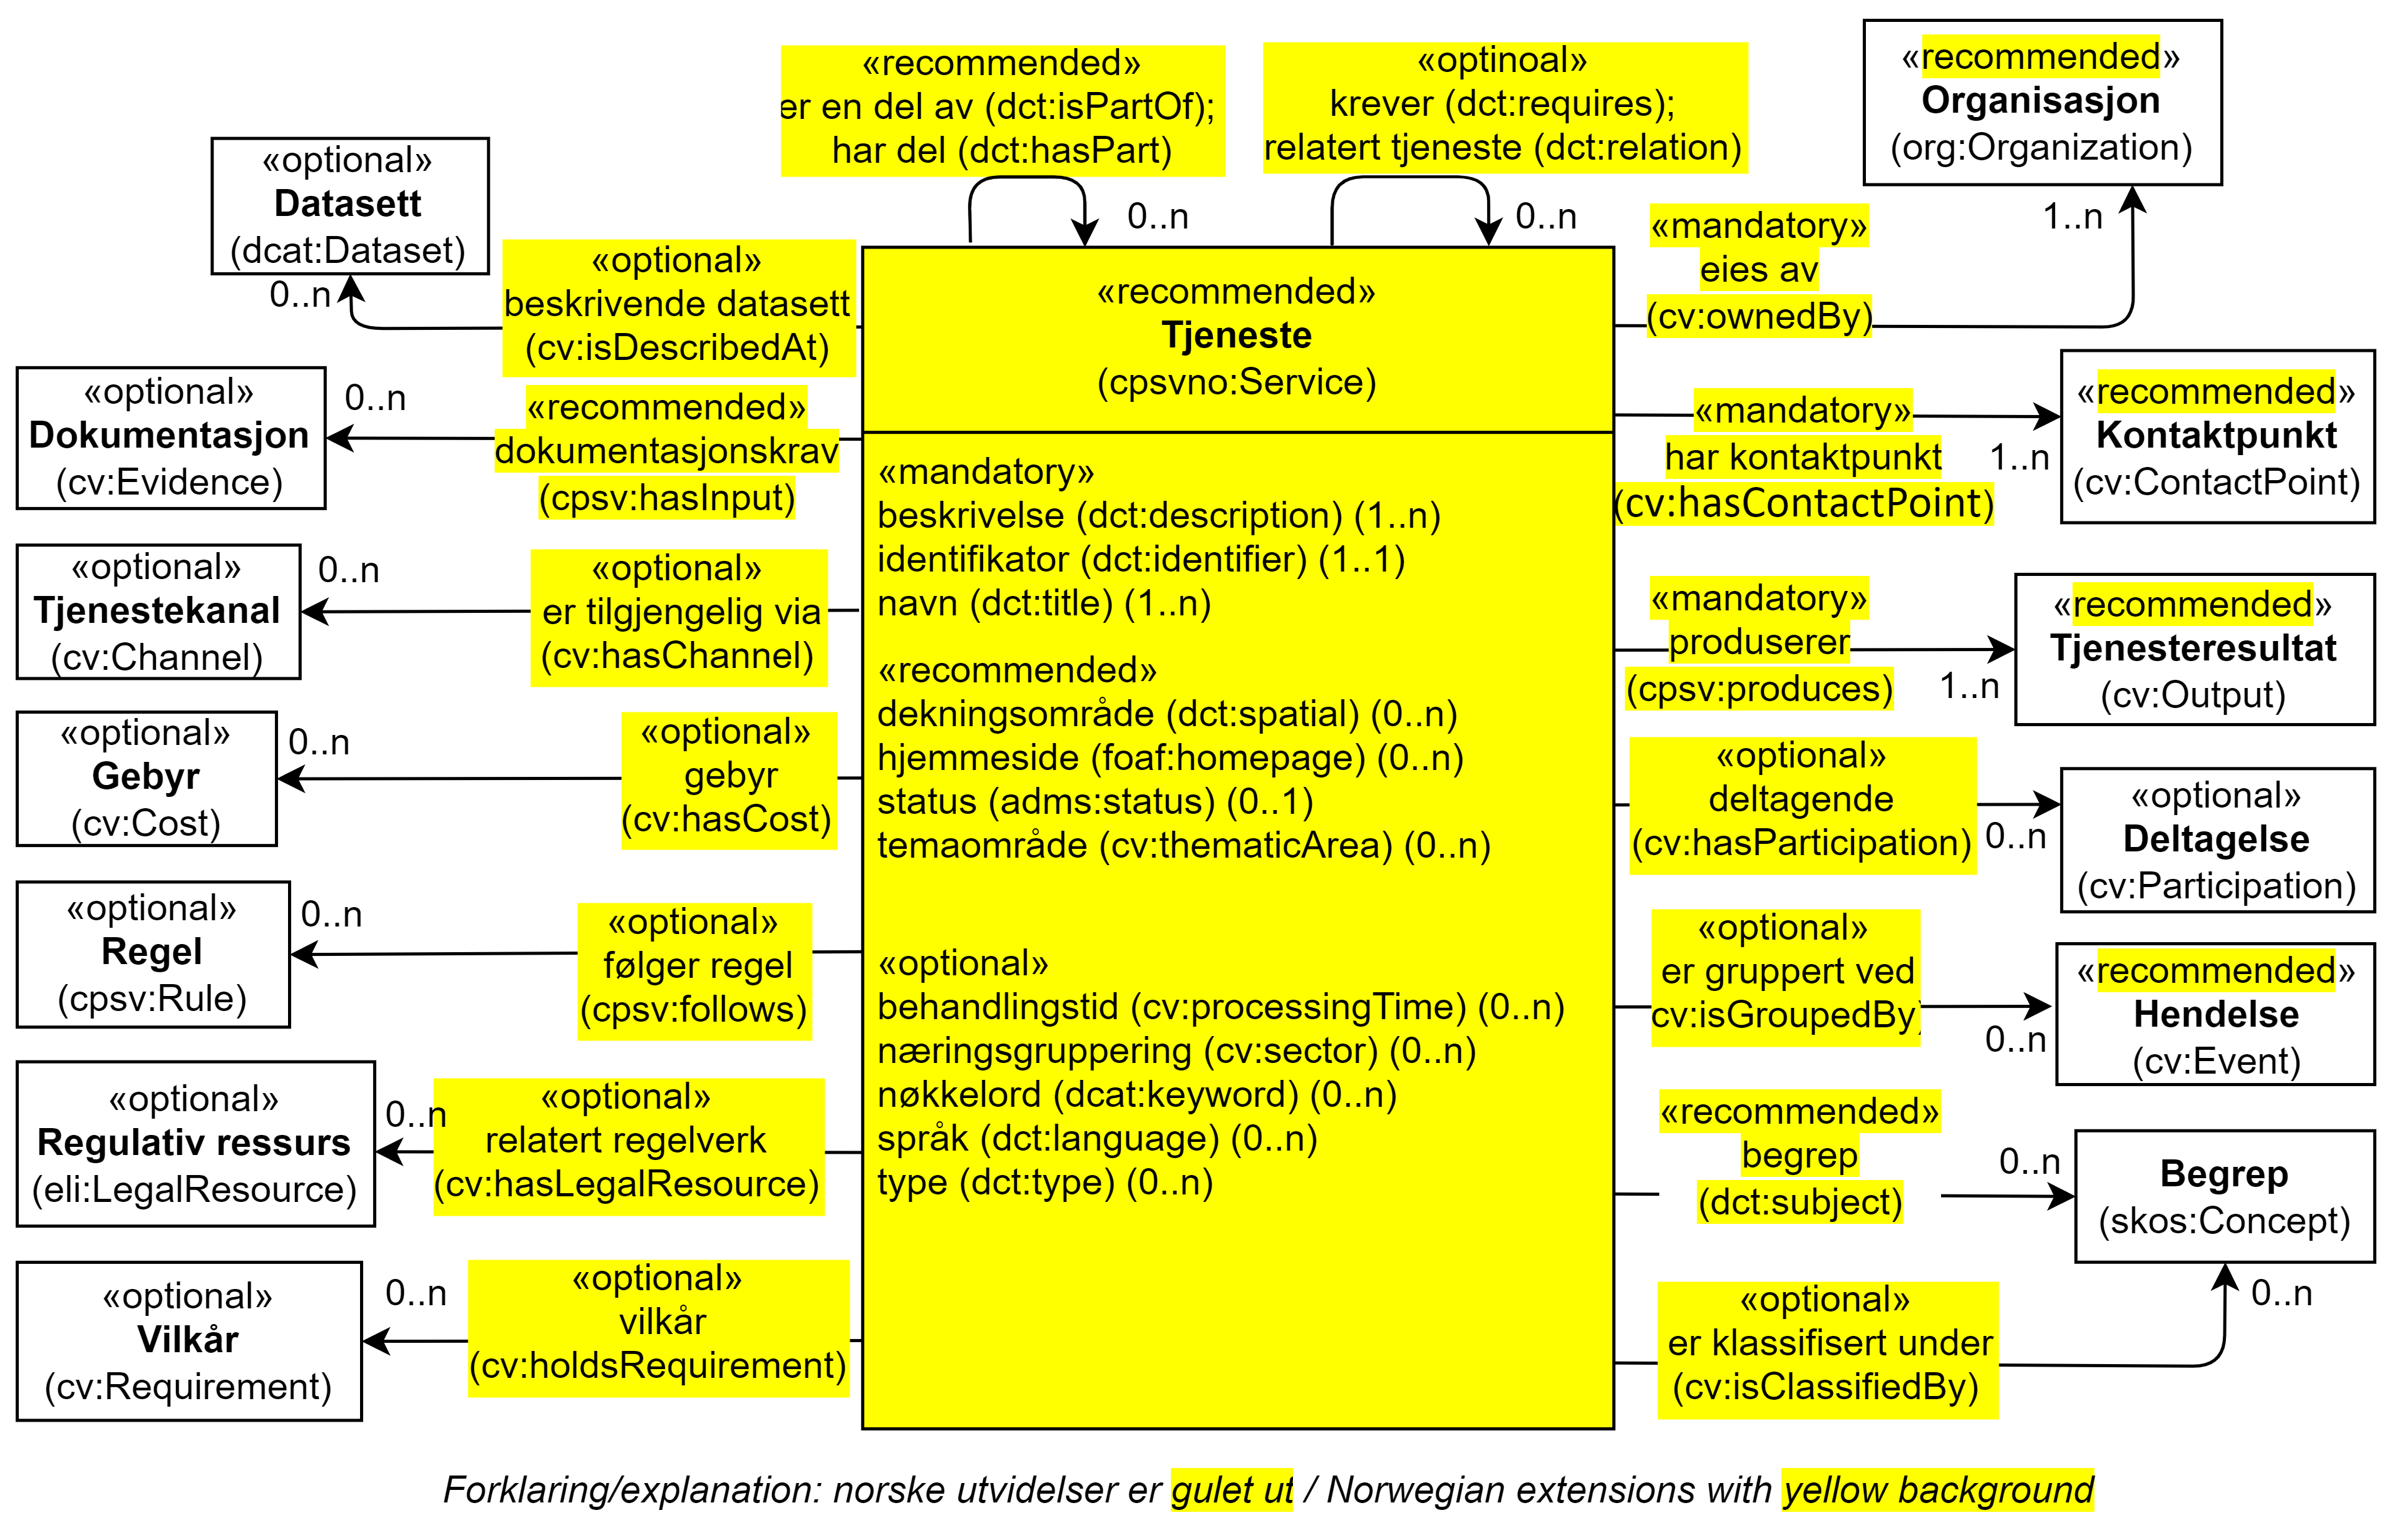 «recommended»
er en del av (dct:isPartOf);
har del (dct:hasPart)
0..n
«optinoal»
krever (dct:requires);
relatert tjeneste (dct:relation)
0..n
«recommended»
Organisasjon
(org:Organization)
1..n
«optional»
Datasett
(dcat:Dataset)
0..n
«optional»
beskrivende datasett
(cv:isDescribedAt)
«optional»
Dokumentasjon
(cv:Evidence)
0..n
«recommended»
dokumentasjonskrav
(cpsv:hasInput)
«optional»
Tjenestekanal
(cv:Channel)
0..n
«optional»
er tilgjengelig via
(cv:hasChannel)
«optional»
Gebyr
(cv:Cost)
0..n
«optional»
gebyr
(cv:hasCost)
«optional»
Regel
(cpsv:Rule)
0..n
«optional»
følger regel
(cpsv:follows)
«optional»
Regulativ ressurs
(eli:LegalResource)
0..n
«optional»
relatert regelverk
(cv:hasLegalResource)
«optional»
Vilkår
(cv:Requirement)
0..n
«optional»
vilkår
(cv:holdsRequirement)
«recommended»
Tjeneste
(cpsvno:Service)
«mandatory»
beskrivelse (dct:description) (1..n)
identifikator (dct:identifier) (1..1)
navn (dct:title) (1..n)
«recommended»
dekningsområde (dct:spatial) (0..n)
hjemmeside (foaf:homepage) (0..n)
status (adms:status) (0..1)
temaområde (cv:thematicArea) (0..n)
«optional»
behandlingstid (cv:processingTime) (0..n)
næringsgruppering (cv:sector) (0..n)
nøkkelord (dcat:keyword) (0..n)
språk (dct:language) (0..n)
type (dct:type) (0..n)
«mandatory»
eies av
(cv:ownedBy)
«mandatory»
har kontaktpunkt
(cv:hasContactPoint)
1..n
«recommended»
Kontaktpunkt
(cv:ContactPoint)
«mandatory»
produserer
(cpsv:produces)
1..n
«recommended»
Tjenesteresultat
(cv:Output)
«optional»
deltagende
(cv:hasParticipation)
0..n
«optional»
Deltagelse
(cv:Participation)
«optional»
er gruppert ved
cv:isGroupedBy)
0..n
«recommended»
Hendelse
(cv:Event)
«recommended»
begrep
(dct:subject)
0..n
Begrep
(skos:Concept)
«optional»
er klassifisert under
(cv:isClassifiedBy)
0..n
Forklaring/explanation: norske utvidelser er gulet ut / Norwegian extensions with yellow background